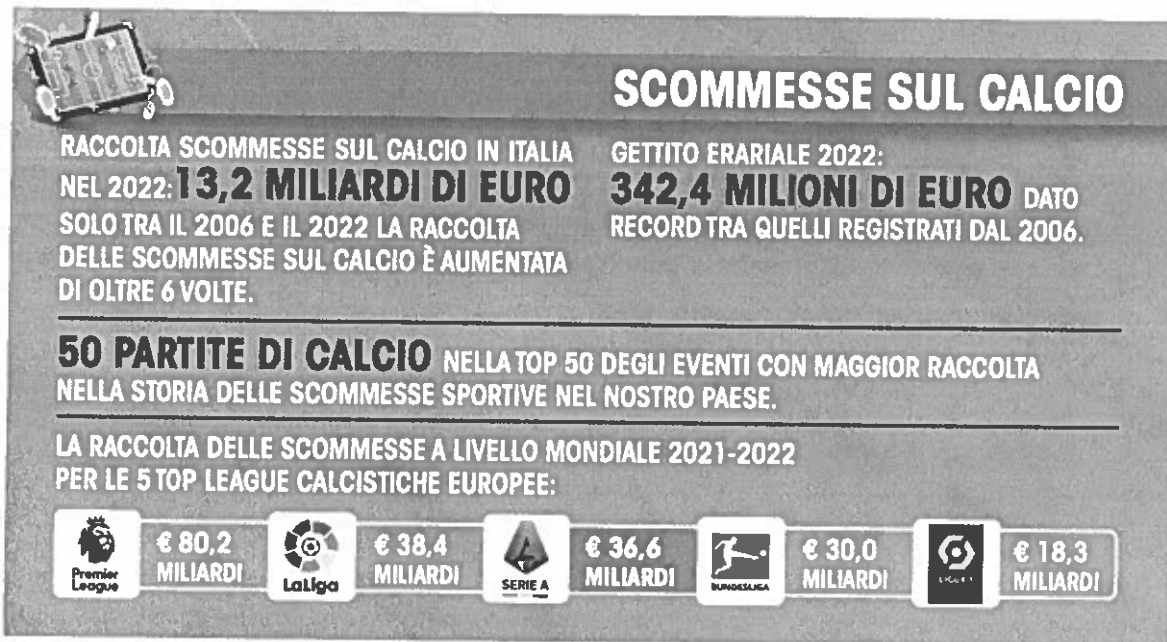 SCOMMESSE SUL CALCIO
RACCOLTA SCOMMESSE SUL CALCIO IN ITALIA
NEL 2022: 13,2 MILIARDI DI EURO
SOLO TRA IL 2006 E IL 2022 LA RACCOLTA
DELLE SCOMMESSE SUL CALCIO È AUMENTATA
DI OLTRE 6 VOLTE.
GETTITO ERARIALE 2022:
342,4 MILIONI DI EURO DATO
RECORD TRA QUELLI REGISTRATI DAL 2006.
50 PARTITE DI CALCIO NELLA TOP 50 DEGLI EVENTI CON MAGGIOR RACCOLTA
NELLA STORIA DELLE SCOMMESSE SPORTIVE NEL NOSTRO PAESE.
LA RACCOLTA DELLE SCOMMESSE A LIVELLO MONDIALE 2021-2022
PER LE 5 TOP LEAGUE CALCISTICHE EUROPEE:
Premier
League
€ 80,2
MILIARDI
LaLiga
€ 38,4
MILIARDI
SERIE A
€ 36,6
MILIARDI
BUNDESLIGA
€ 30,0
MILIARDI
LIGUE 1
€ 18,3
MILIARDI